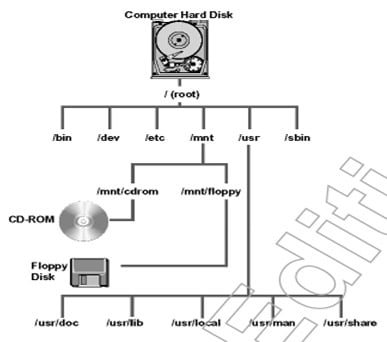 Computer Hard Disk
/ (root)
/bin /dev /etc /mnt /usr /sbin
/mnt/cdrom /mnt/floppy
CD-ROM
Floppy
Disk
/usr/doc /usr/lib /usr/local /usr/man /usr/share
Editi